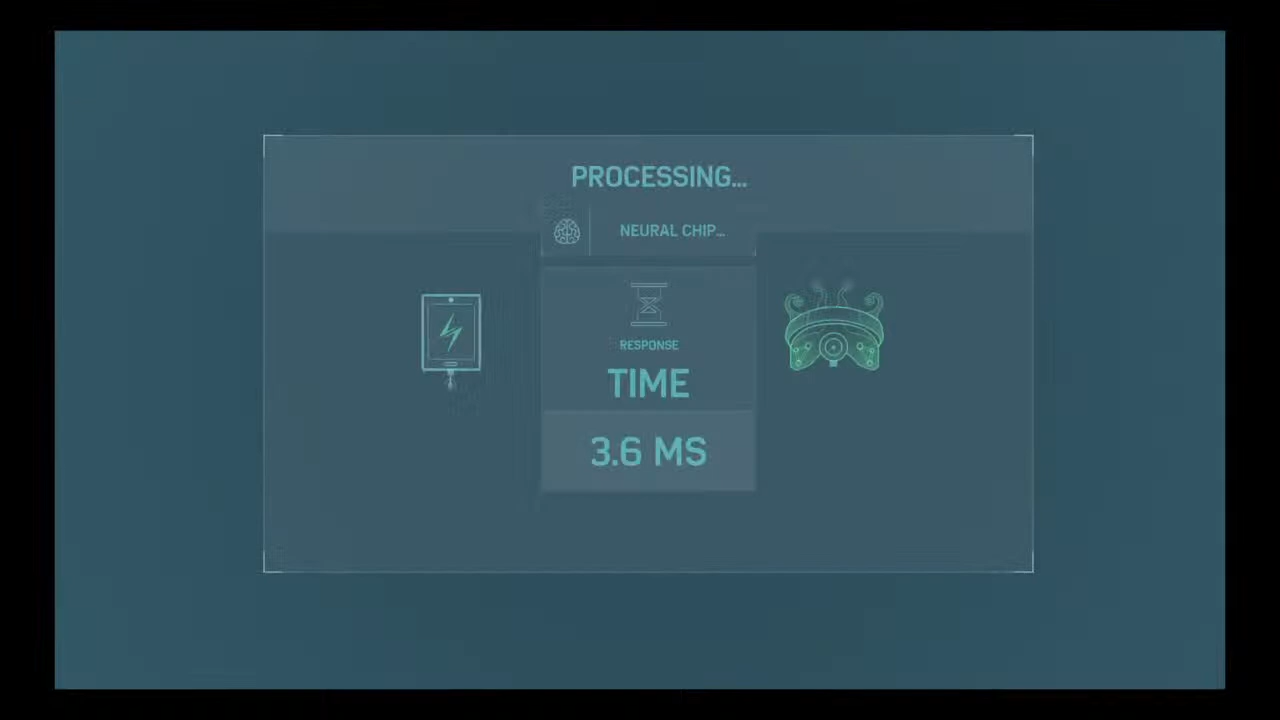 PROCESSING...
NEURAL CHIP...
RESPONSE
TIME
3.6 MS